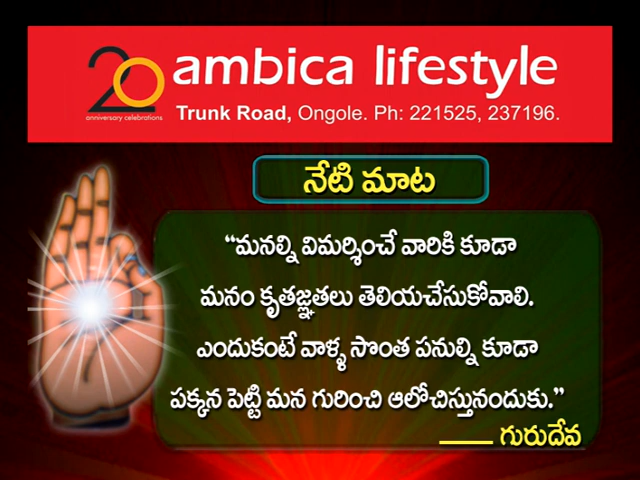 20 ambica lifestyle
anniversary celebrations
Trunk Road, Ongole. Ph: 221525, 237196.
నేటి మాట
“మనల్ని విమర్శించే వారికి కూడా
మనం కృతజ్ఞతలు తెలియచేసుకోవాలి.
ఎందుకంటే వాళ్ళ సొంత పనుల్ని కూడా
పక్కన పెట్టి మన గురించి ఆలోచిస్తునందుకు.”
—— గురుదేవ